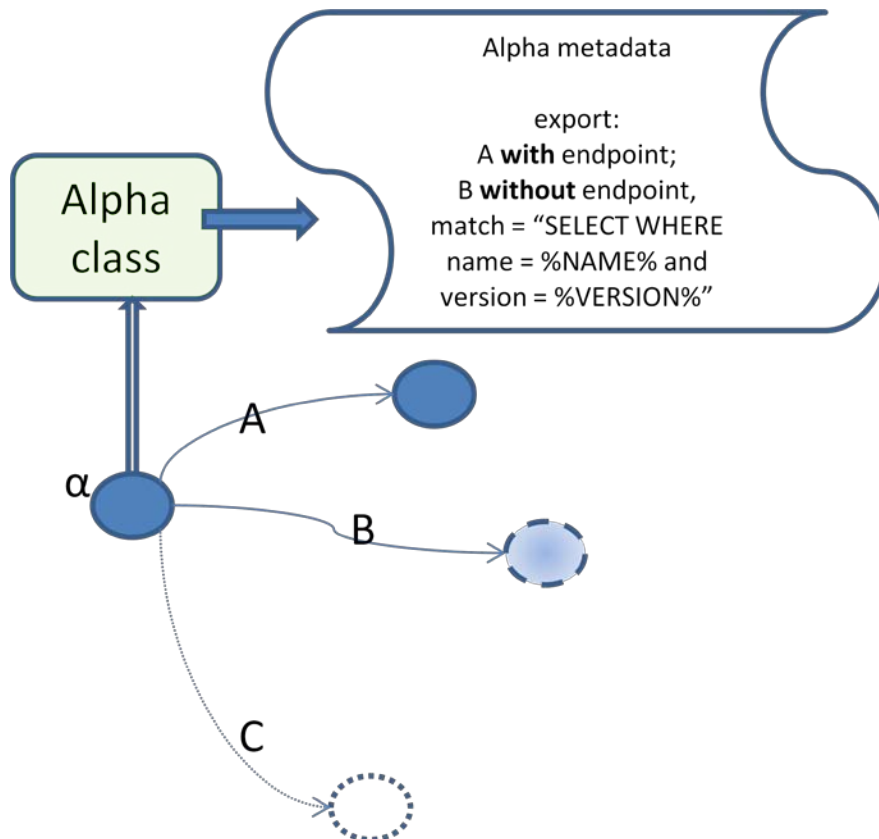 Alpha metadata
export:
A with endpoint;
B without endpoint,
match = “SELECT WHERE
name = %NAME% and
version = %VERSION%”
Alpha
class
A
α
B
C